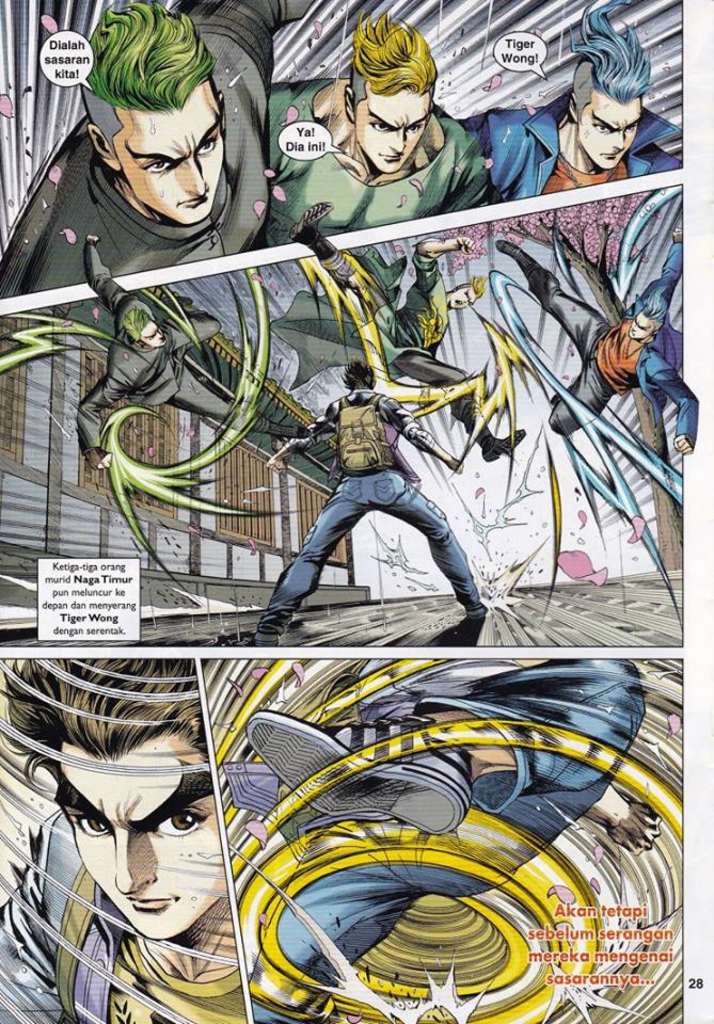 Dialah
sasaran
kita!
Ya!
Dia ini!
Tiger
Wong!
Ketiga-tiga orang
murid Naga Timur
pun meluncur ke
depan dan menyerang
Tiger Wong
dengan serentak.
Akan tetapi
sebelum serangan
mereka mengenai
sasarannya...
28